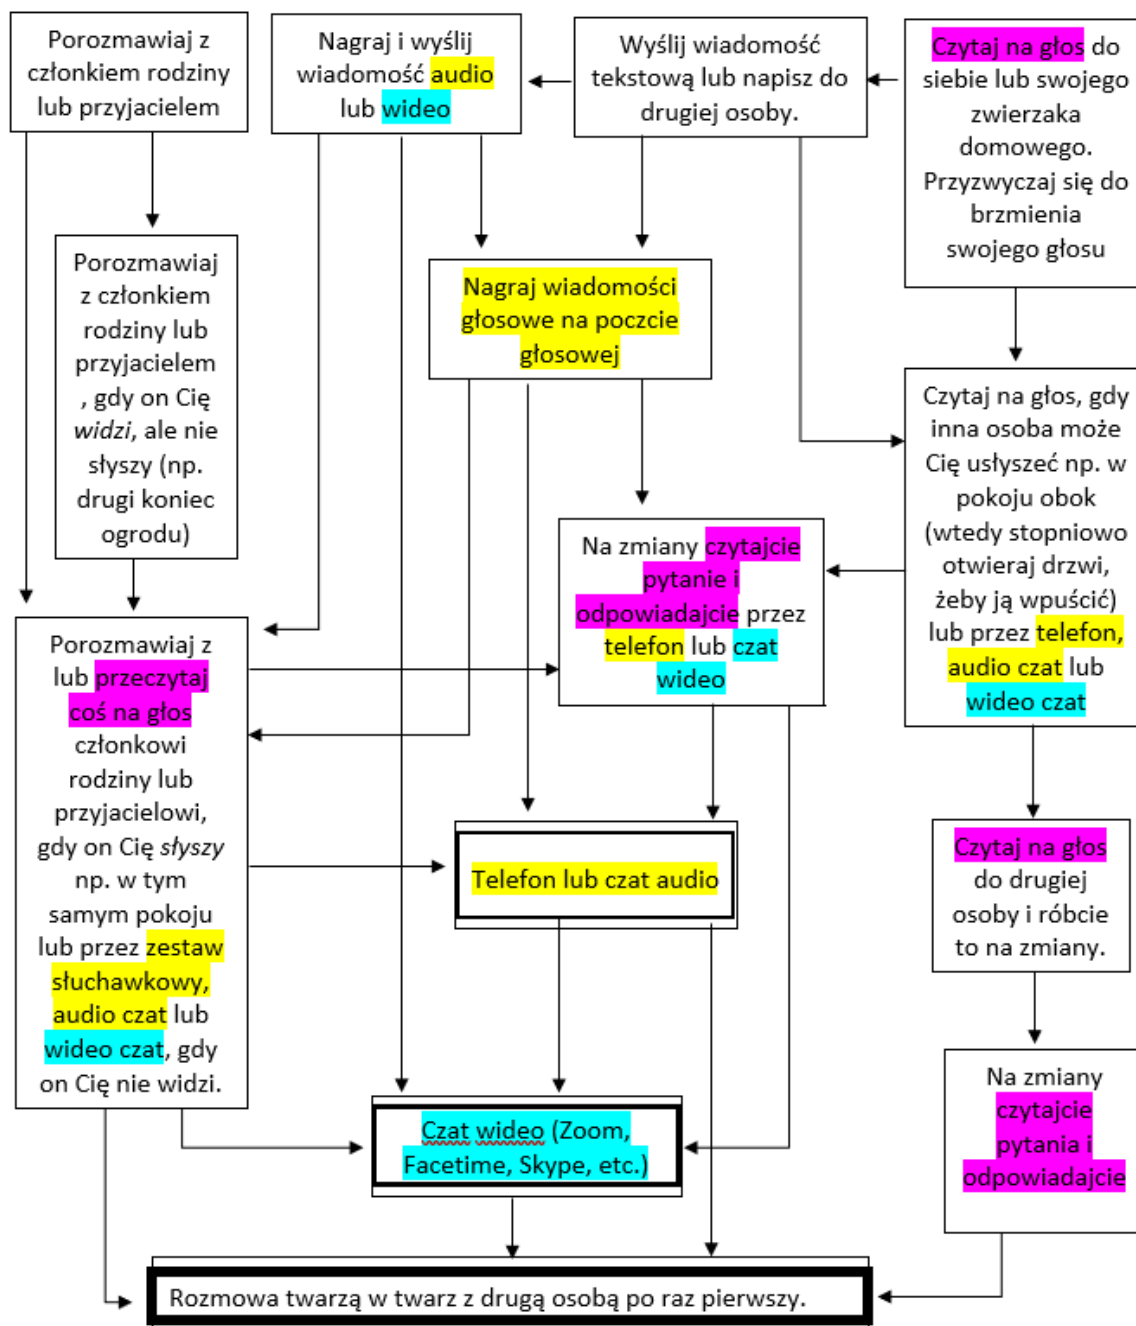 Porozmawiaj z
członkiem rodziny
lub przyjacielem
Nagraj i wyślij
wiadomość audio
lub wideo
Wyślij wiadomość
tekstową lub napisz do
drugiej osoby.
Czytaj na głos do
siebie lub swojego
zwierzaka
domowego.
Przyzwyczaj się do
brzmienia
swojego głosu
Porozmawiaj
z członkiem
rodziny lub
przyjacielem
, gdy on Cię
widzi, ale nie
słyszy (np.
drugi koniec
ogrodu)
Nagraj wiadomości
głosowe na poczcie
głosowej
Czytaj na głos, gdy
inna osoba może
Cię usłyszeć np. w
pokoju obok
(wtedy stopniowo
otwieraj drzwi,
żeby ją wpuścić)
lub przez telefon,
audio czat lub
wideo czat
Na zmiany czytajcie
pytanie i
odpowiadajcie przez
telefon lub czat
wideo
Porozmawiaj z
lub przeczytaj
coś na głos
członkowi
rodziny lub
przyjacielowi,
gdy on Cię słyszy
np. w tym
samym pokoju
lub przez zestaw
słuchawkowy,
audio czat lub
wideo czat, gdy
on Cię nie widzi.
Telefon lub czat audio
Czytaj na głos
do drugiej
osoby i róbcie
to na zmiany.
Na zmiany
czytajcie
pytania i
odpowiadajcie
Czat wideo (Zoom,
Facetime, Skype, etc.)
Rozmowa twarzą w twarz z drugą osobą po raz pierwszy.